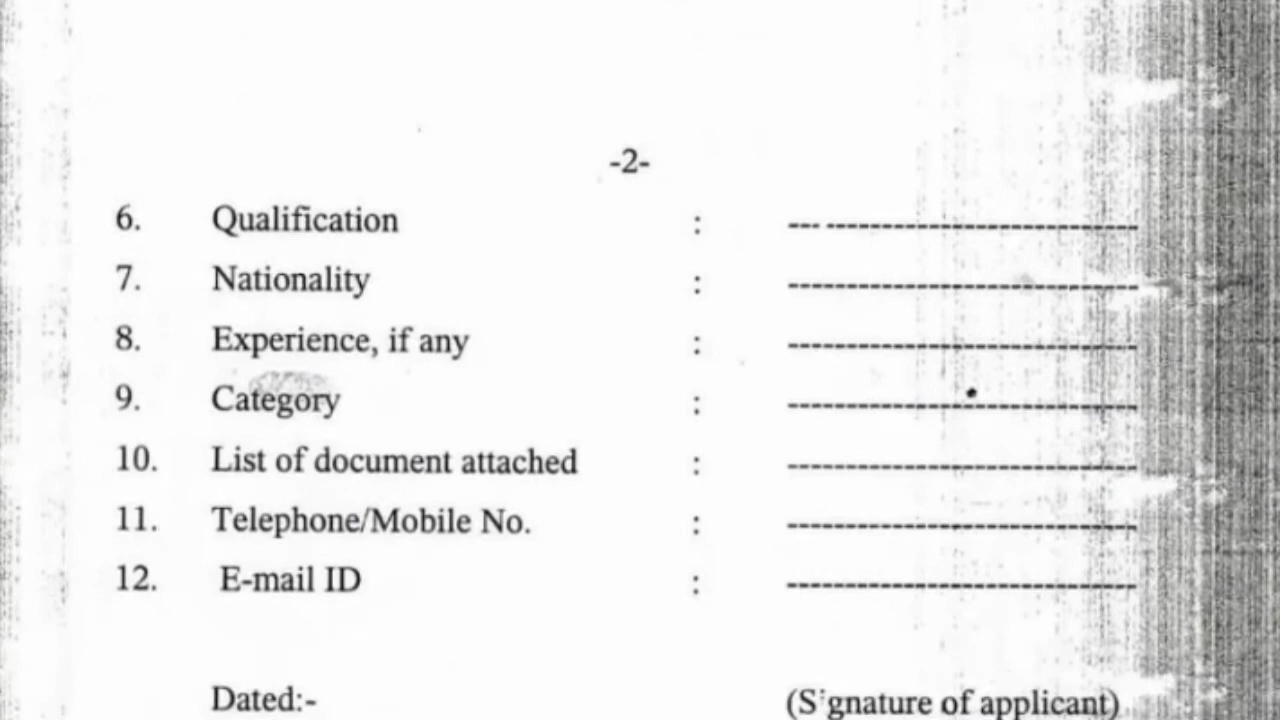 -2-
6. Qualification : --- ------------------------------
7. Nationality : ----------------------------------
8. Experience, if any : ----------------------------------
9. Category : ----------------------------------
10. List of document attached : ----------------------------------
11. Telephone/Mobile No. : ----------------------------------
12. E-mail ID : ----------------------------------
Dated:- (Signature of applicant)